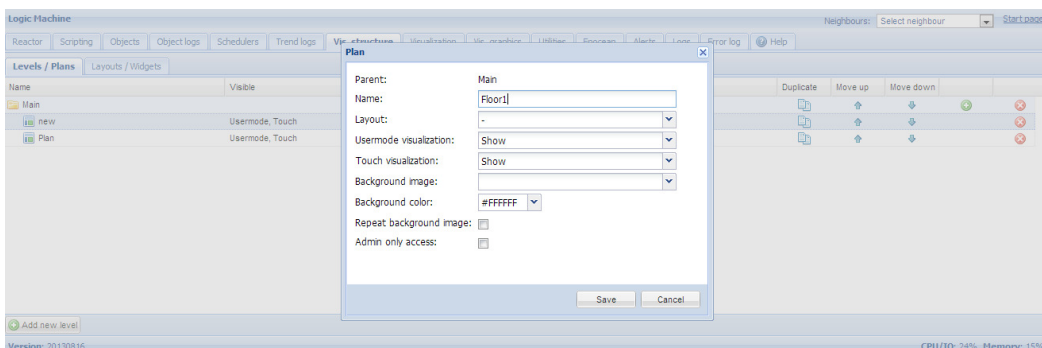 Logic Machine
Neighbours: Select neighbour Start page
Reactor Scripting Objects Object logs Schedulers Trend logs Vis. structure Visualization Vis. graphics Utilities Enocean Alerts Logs Error log Help
Plan
Levels / Plans Layouts / Widgets
Name Visible Duplicate Move up Move down
Main
new Usermode, Touch
Plan Usermode, Touch
Parent: Main
Name: Floor1
Layout: -
Usermode visualization: Show
Touch visualization: Show
Background image:
Background color: #FFFFFF
Repeat background image:
Admin only access:
Save Cancel
Add new level
Version: 20130816 CPU/IO: 24% Memory: 15%